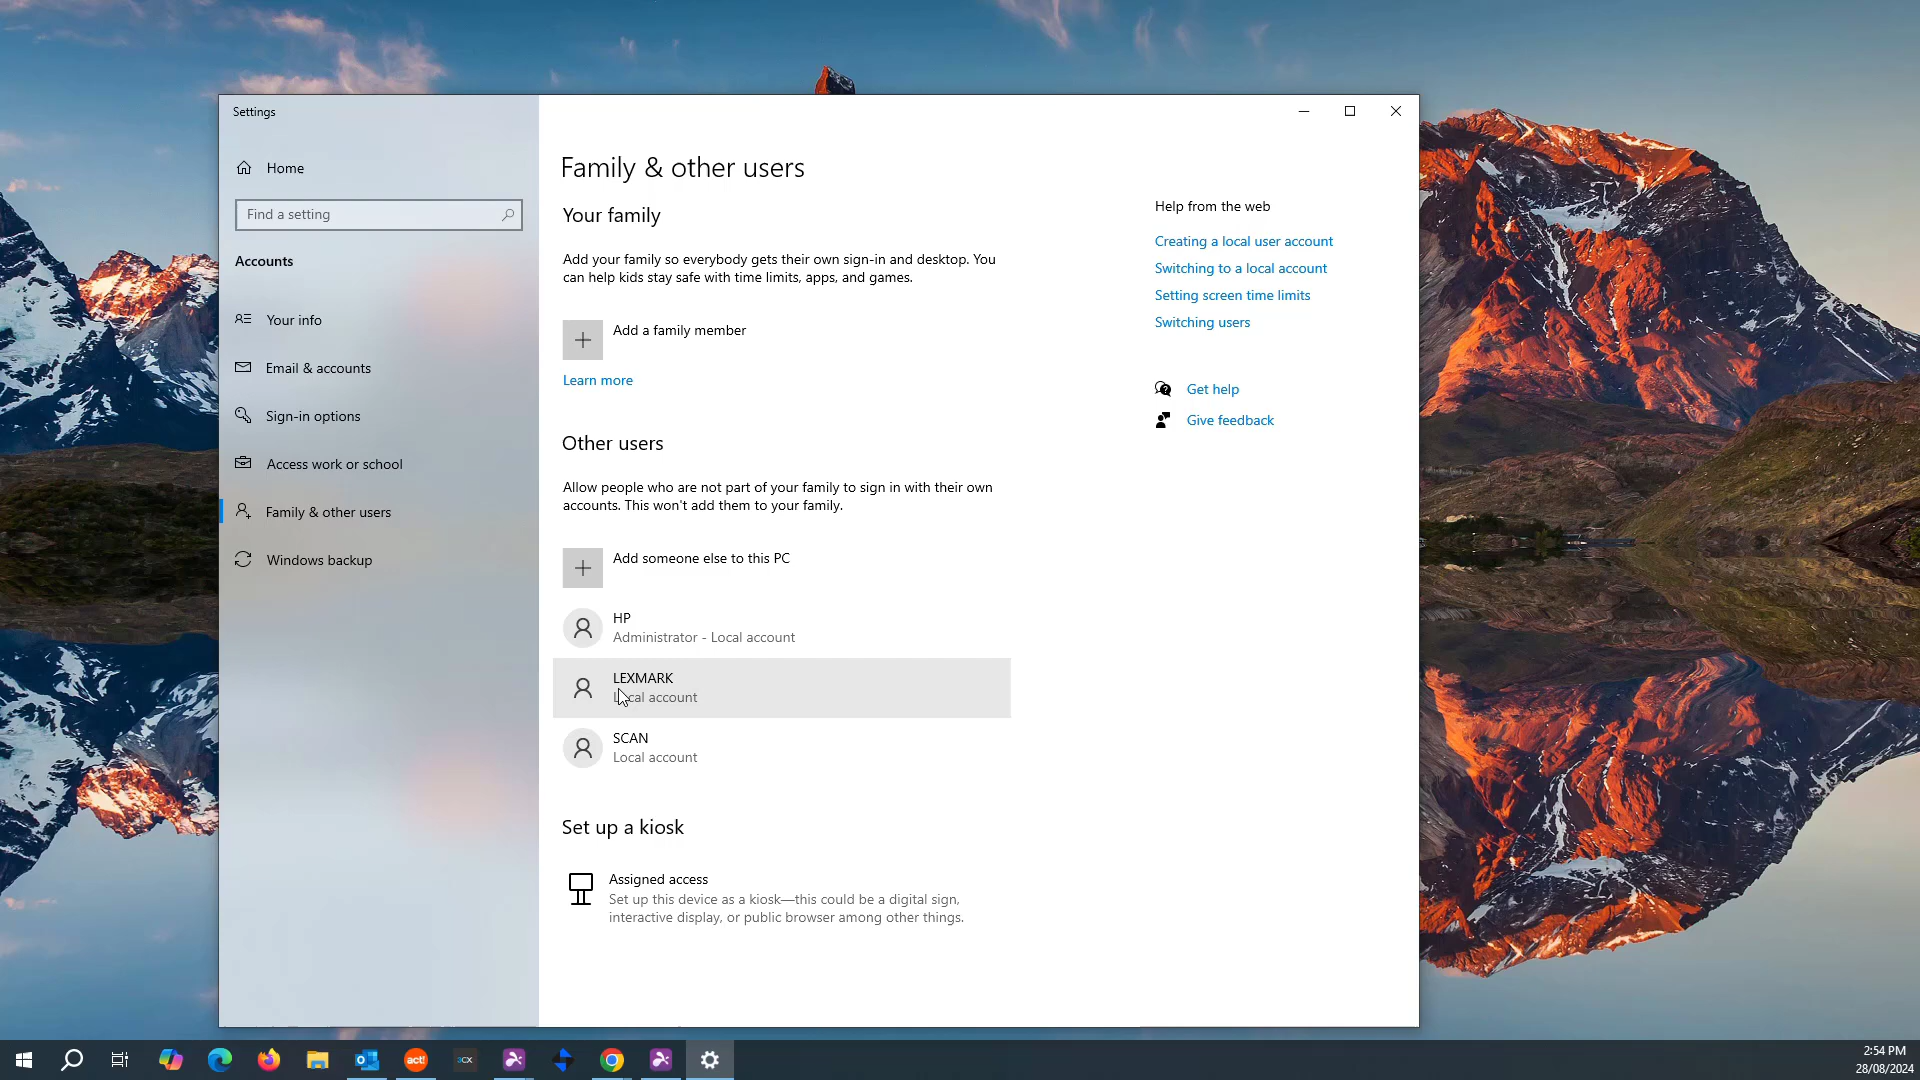 Settings
Home
Find a setting
Accounts
Your info
Email & accounts
Sign-in options
Access work or school
Family & other users
Windows backup
Family & other users
Your family
Add your family so everybody gets their own sign-in and desktop. You
can help kids stay safe with time limits, apps, and games.
Add a family member
Learn more
Other users
Allow people who are not part of your family to sign in with their own
accounts. This won't add them to your family.
Add someone else to this PC
HP
Administrator - Local account
LEXMARK
Local account
SCAN
Local account
Set up a kiosk
Assigned access
Set up this device as a kiosk—this could be a digital sign,
interactive display, or public browser among other things.
Help from the web
Creating a local user account
Switching to a local account
Setting screen time limits
Switching users
Get help
Give feedback
act!
3CX
2:54 PM
28/08/2024